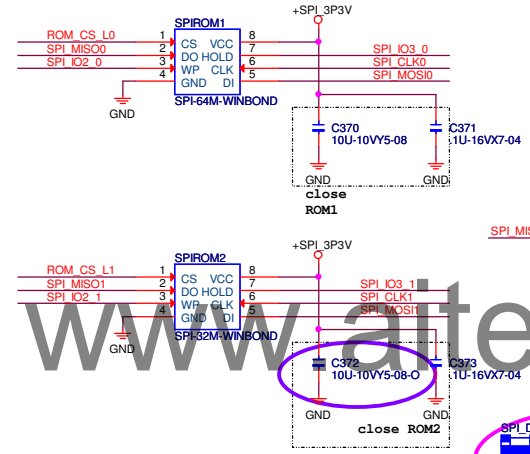 +SPI_3P3V
SPIROM1
ROM_CS_L0 1 CS VCC 8
SPI_MISO0 2 DO HOLD 7 SPI_IO3_0
SPI_IO2_0 3 WP CLK 6 SPI_CLK0
4 GND DI 5 SPI_MOSI0
SPI-64M-WINBOND
GND
C370
10U-10VY5-08
C371
.1U-16VX7-04
GND GND
close
ROM1
SPI_MIS
+SPI_3P3V
SPIROM2
ROM_CS_L1 1 CS VCC 8
SPI_MISO1 2 DO HOLD 7 SPI_IO3_1
SPI_IO2_1 3 WP CLK 6 SPI_CLK1
4 GND DI 5 SPI_MOSI1
SPI-32M-WINBOND
GND
www.aite
C372
10U-10VY5-08-O
C373
.1U-16VX7-04
GND GND
close ROM2
SPI_D